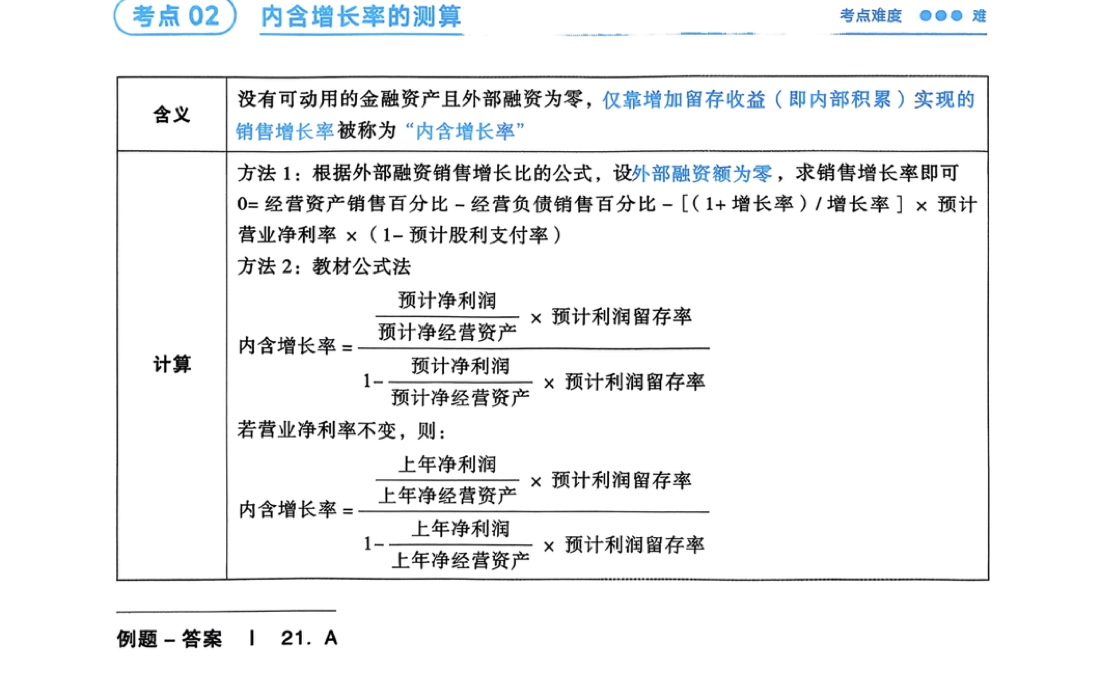 考点 02 内含增长率的测算 考点难度 难
含义
没有可动用的金融资产且外部融资为零，仅靠增加留存收益（即内部积累）实现的
销售增长率被称为“内含增长率”
计算
方法 1：根据外部融资销售增长比的公式，设外部融资额为零，求销售增长率即可
0= 经营资产销售百分比 – 经营负债销售百分比 – [（1+ 增长率）/ 增长率 ] × 预计
营业净利率 ×（1– 预计股利支付率）
方法 2：教材公式法
预计净利润
× 预计利润留存率
预计净经营资产
内含增长率 =
预计净利润
1– × 预计利润留存率
预计净经营资产
若营业净利率不变，则：
上年净利润
× 预计利润留存率
上年净经营资产
内含增长率 =
上年净利润
1– × 预计利润留存率
上年净经营资产
例题 – 答案 | 21. A